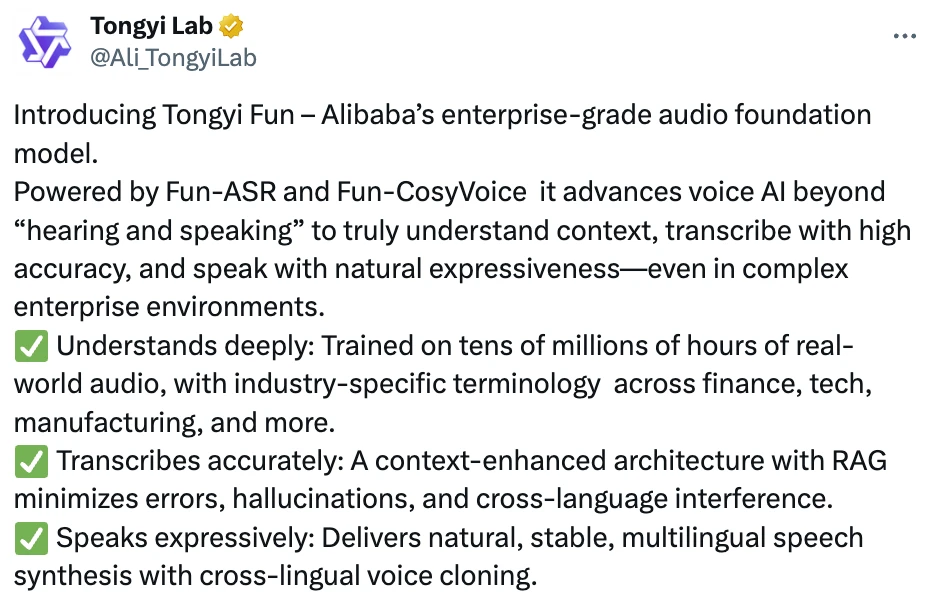 Tongyi Lab
@Ali_TongyiLab
Introducing Tongyi Fun – Alibaba’s enterprise-grade audio foundation
model.
Powered by Fun-ASR and Fun-CosyVoice  it advances voice AI beyond
“hearing and speaking” to truly understand context, transcribe with high
accuracy, and speak with natural expressiveness—even in complex
enterprise environments.
✅ Understands deeply: Trained on tens of millions of hours of real-
world audio, with industry-specific terminology  across finance, tech,
manufacturing, and more.
✅ Transcribes accurately: A context-enhanced architecture with RAG
minimizes errors, hallucinations, and cross-language interference.
✅ Speaks expressively: Delivers natural, stable, multilingual speech
synthesis with cross-lingual voice cloning.